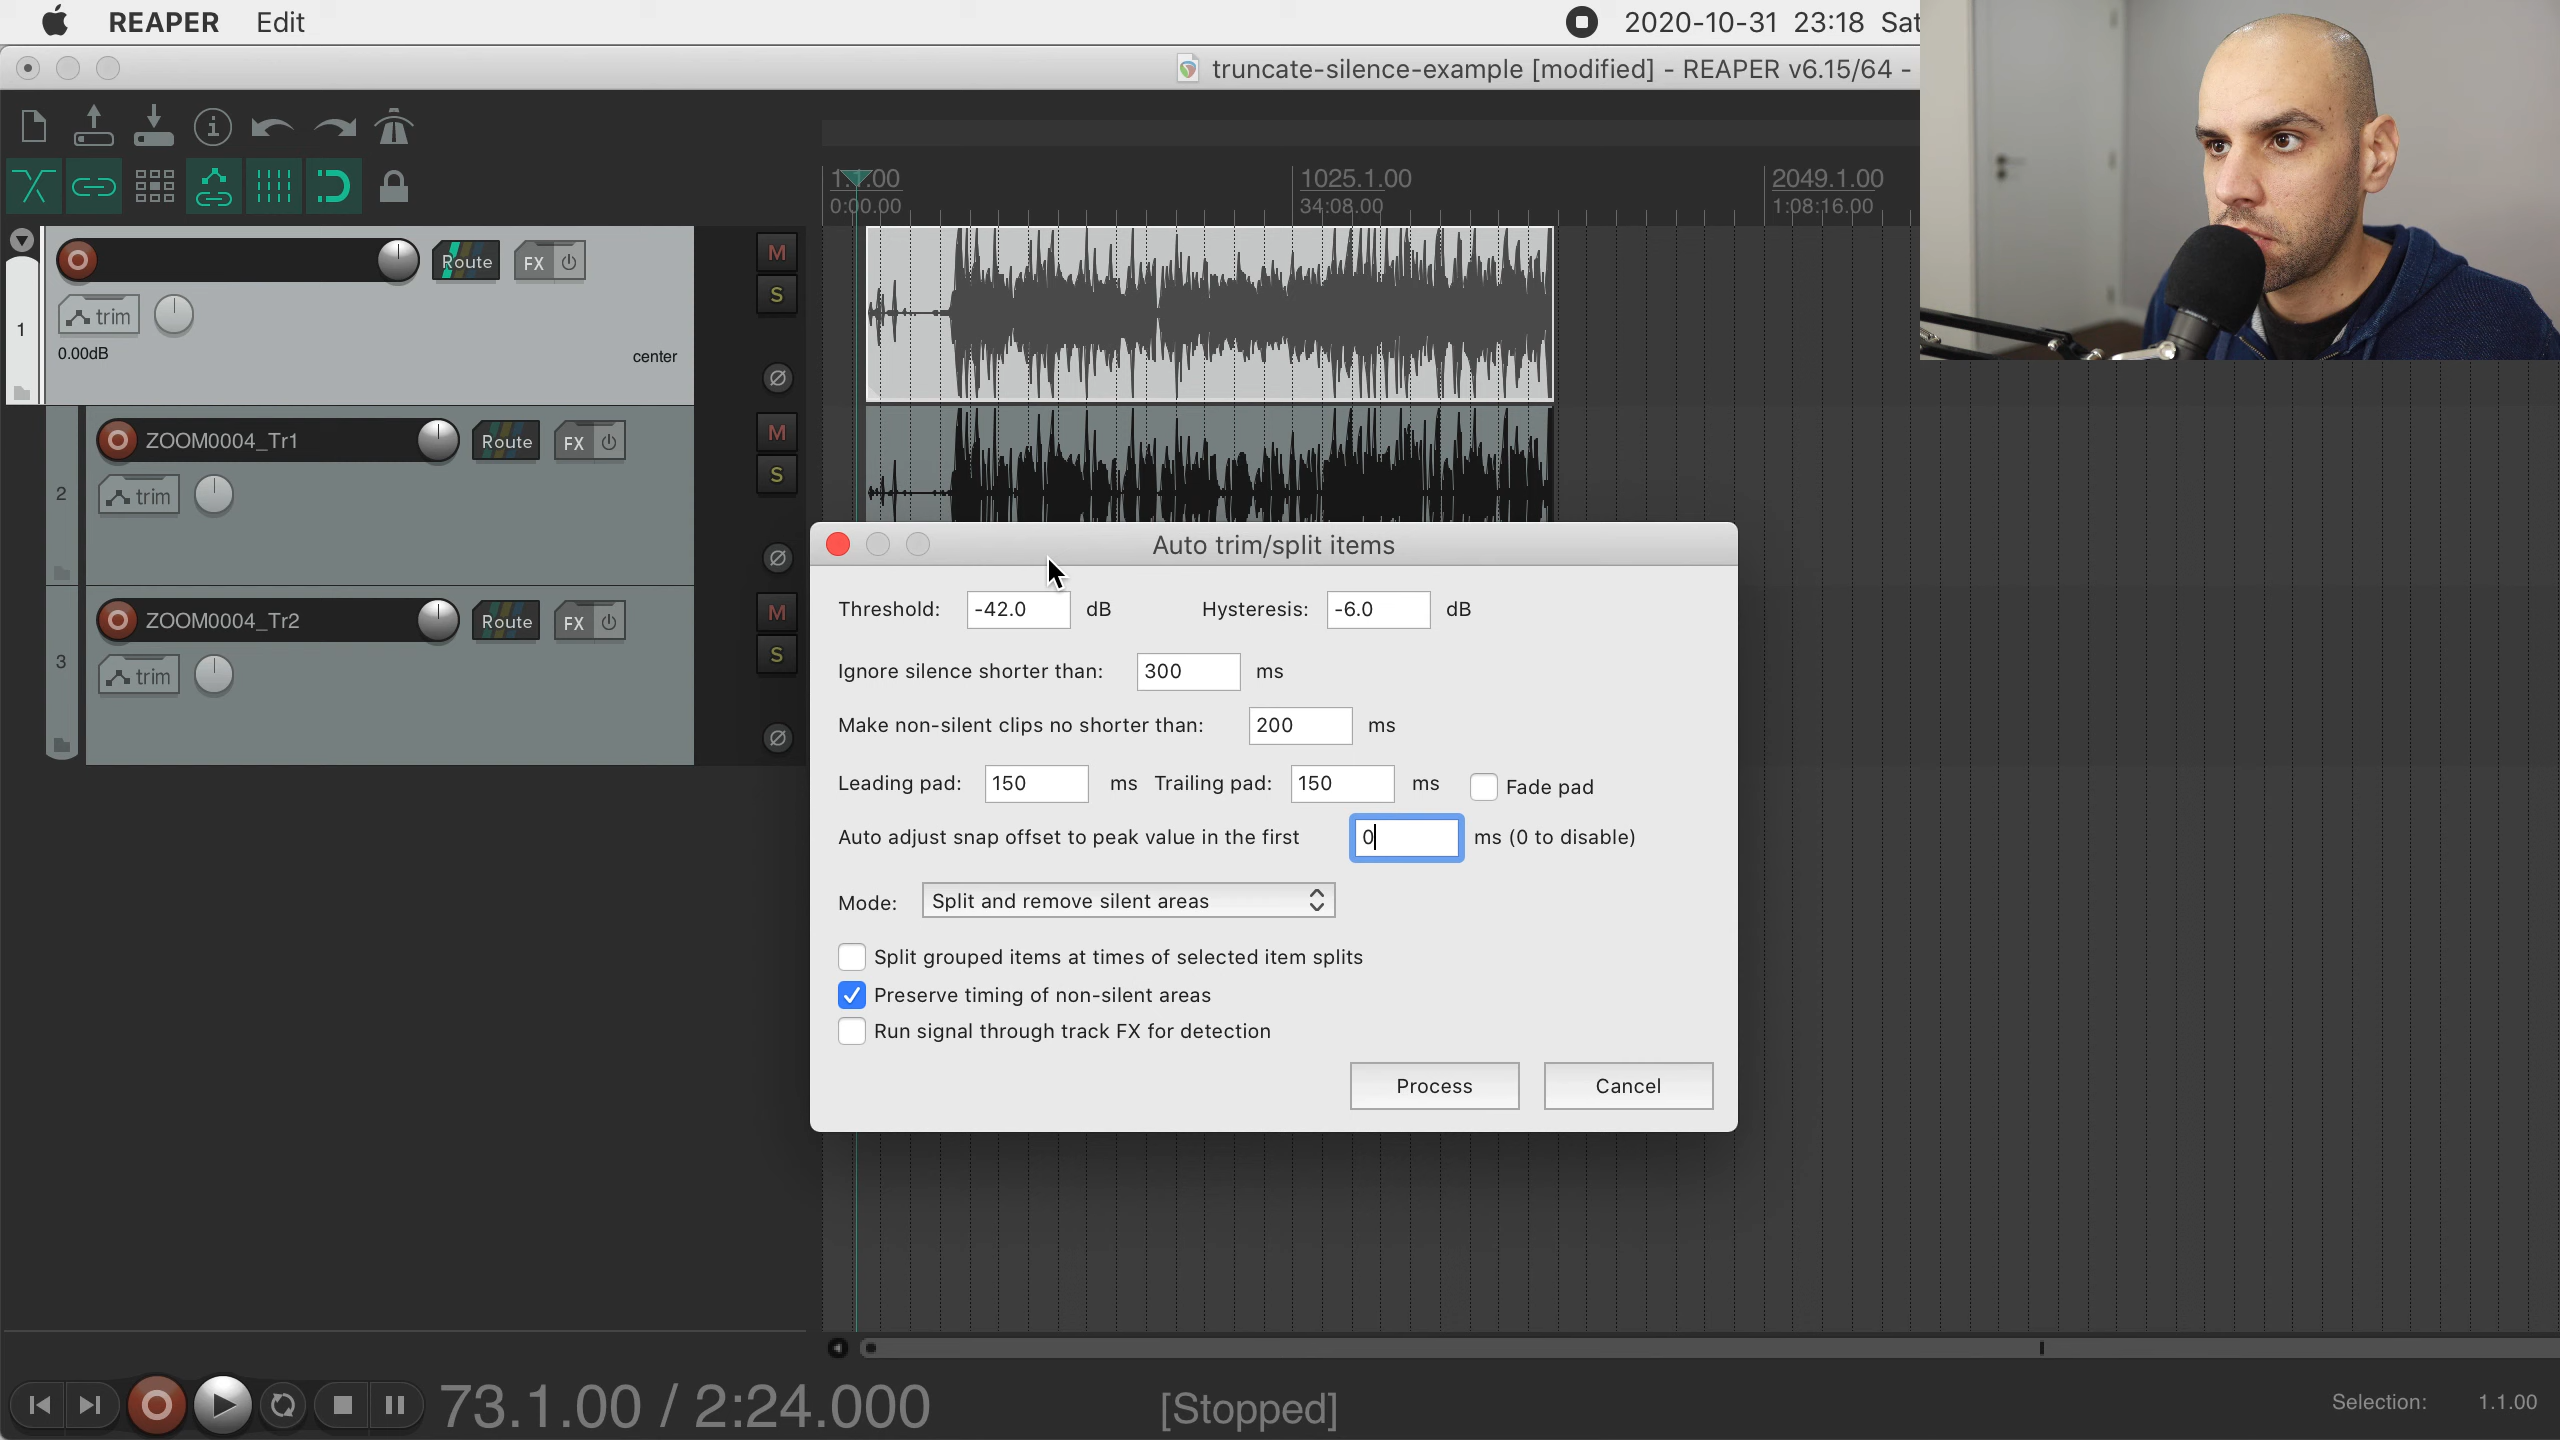 REAPER Edit 2020-10-31 23:18 Sat
truncate-silence-example [modified] - REAPER v6.15/64 -
1.1.00 1025.1.00 2049.1.00
0:00.00 34:08.00 1:08:16.00
Route FX M
trim S
1
0.00dB center
ZOOM0004_Tr1 Route FX M
trim S
2
ZOOM0004_Tr2 Route FX M
trim S
3
Auto trim/split items
Threshold: -42.0 dB Hysteresis: -6.0 dB
Ignore silence shorter than: 300 ms
Make non-silent clips no shorter than: 200 ms
Leading pad: 150 ms Trailing pad: 150 ms Fade pad
Auto adjust snap offset to peak value in the first 0 ms (0 to disable)
Mode: Split and remove silent areas
Split grouped items at times of selected item splits
Preserve timing of non-silent areas
Run signal through track FX for detection
Process Cancel
73.1.00 / 2:24.000 [Stopped] Selection: 1.1.00